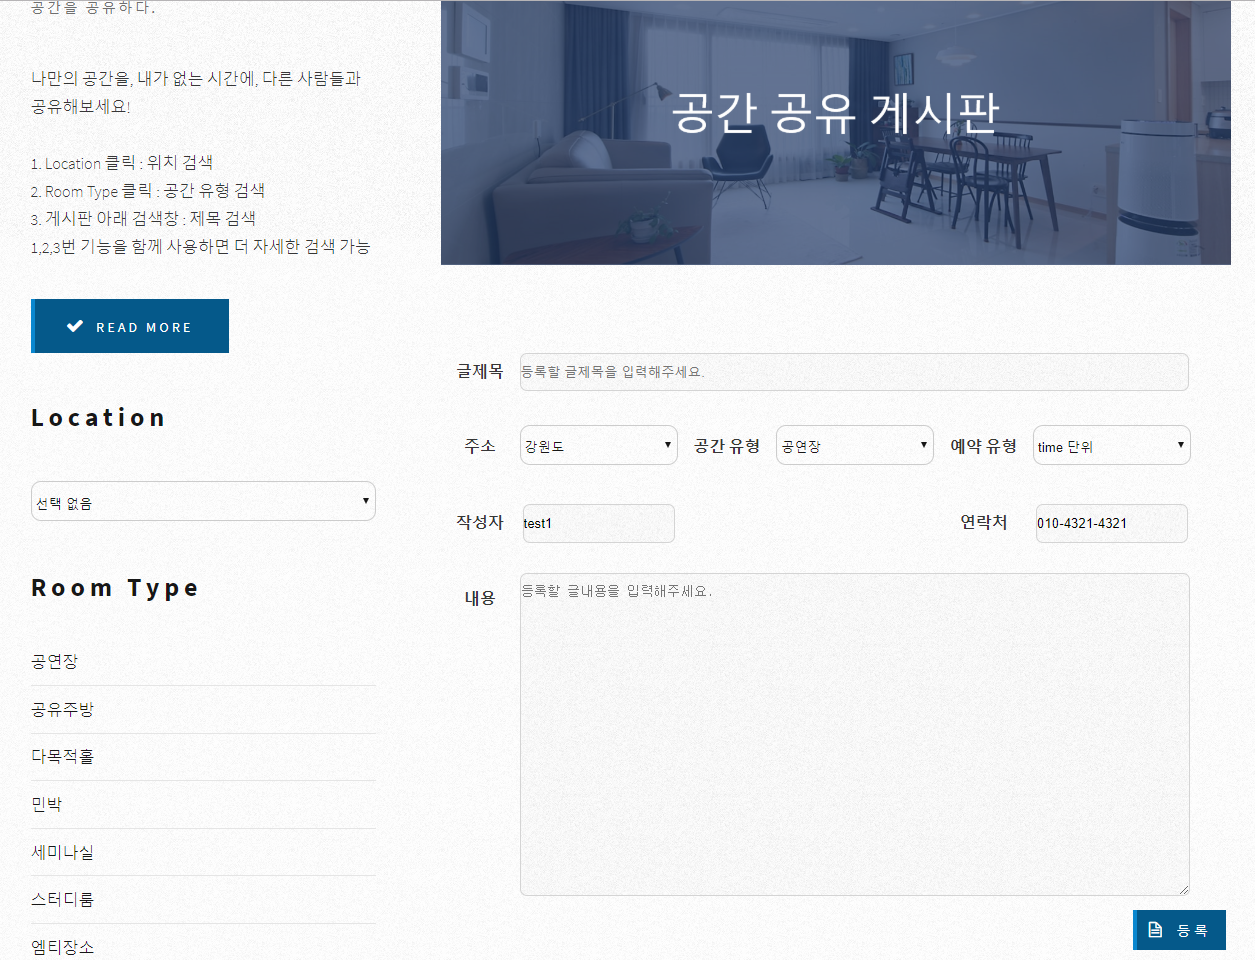 공간을 공유하다.
나만의 공간을, 내가 없는 시간에, 다른 사람들과
공유해보세요!
1. Location 클릭 : 위치 검색
2. Room Type 클릭 : 공간 유형 검색
3. 게시판 아래 검색창 : 제목 검색
1,2,3번 기능을 함께 사용하면 더 자세한 검색 가능
READ MORE
Location
선택 없음
Room Type
공연장
공유주방
다목적홀
민박
세미나실
스터디룸
엠티장소
공간 공유 게시판
글제목 등록할 글제목을 입력해주세요.
주소 강원도 공간 유형 공연장 예약 유형 time 단위
작성자 test1 연락처 010-4321-4321
내용 등록할 글내용을 입력해주세요.
등록